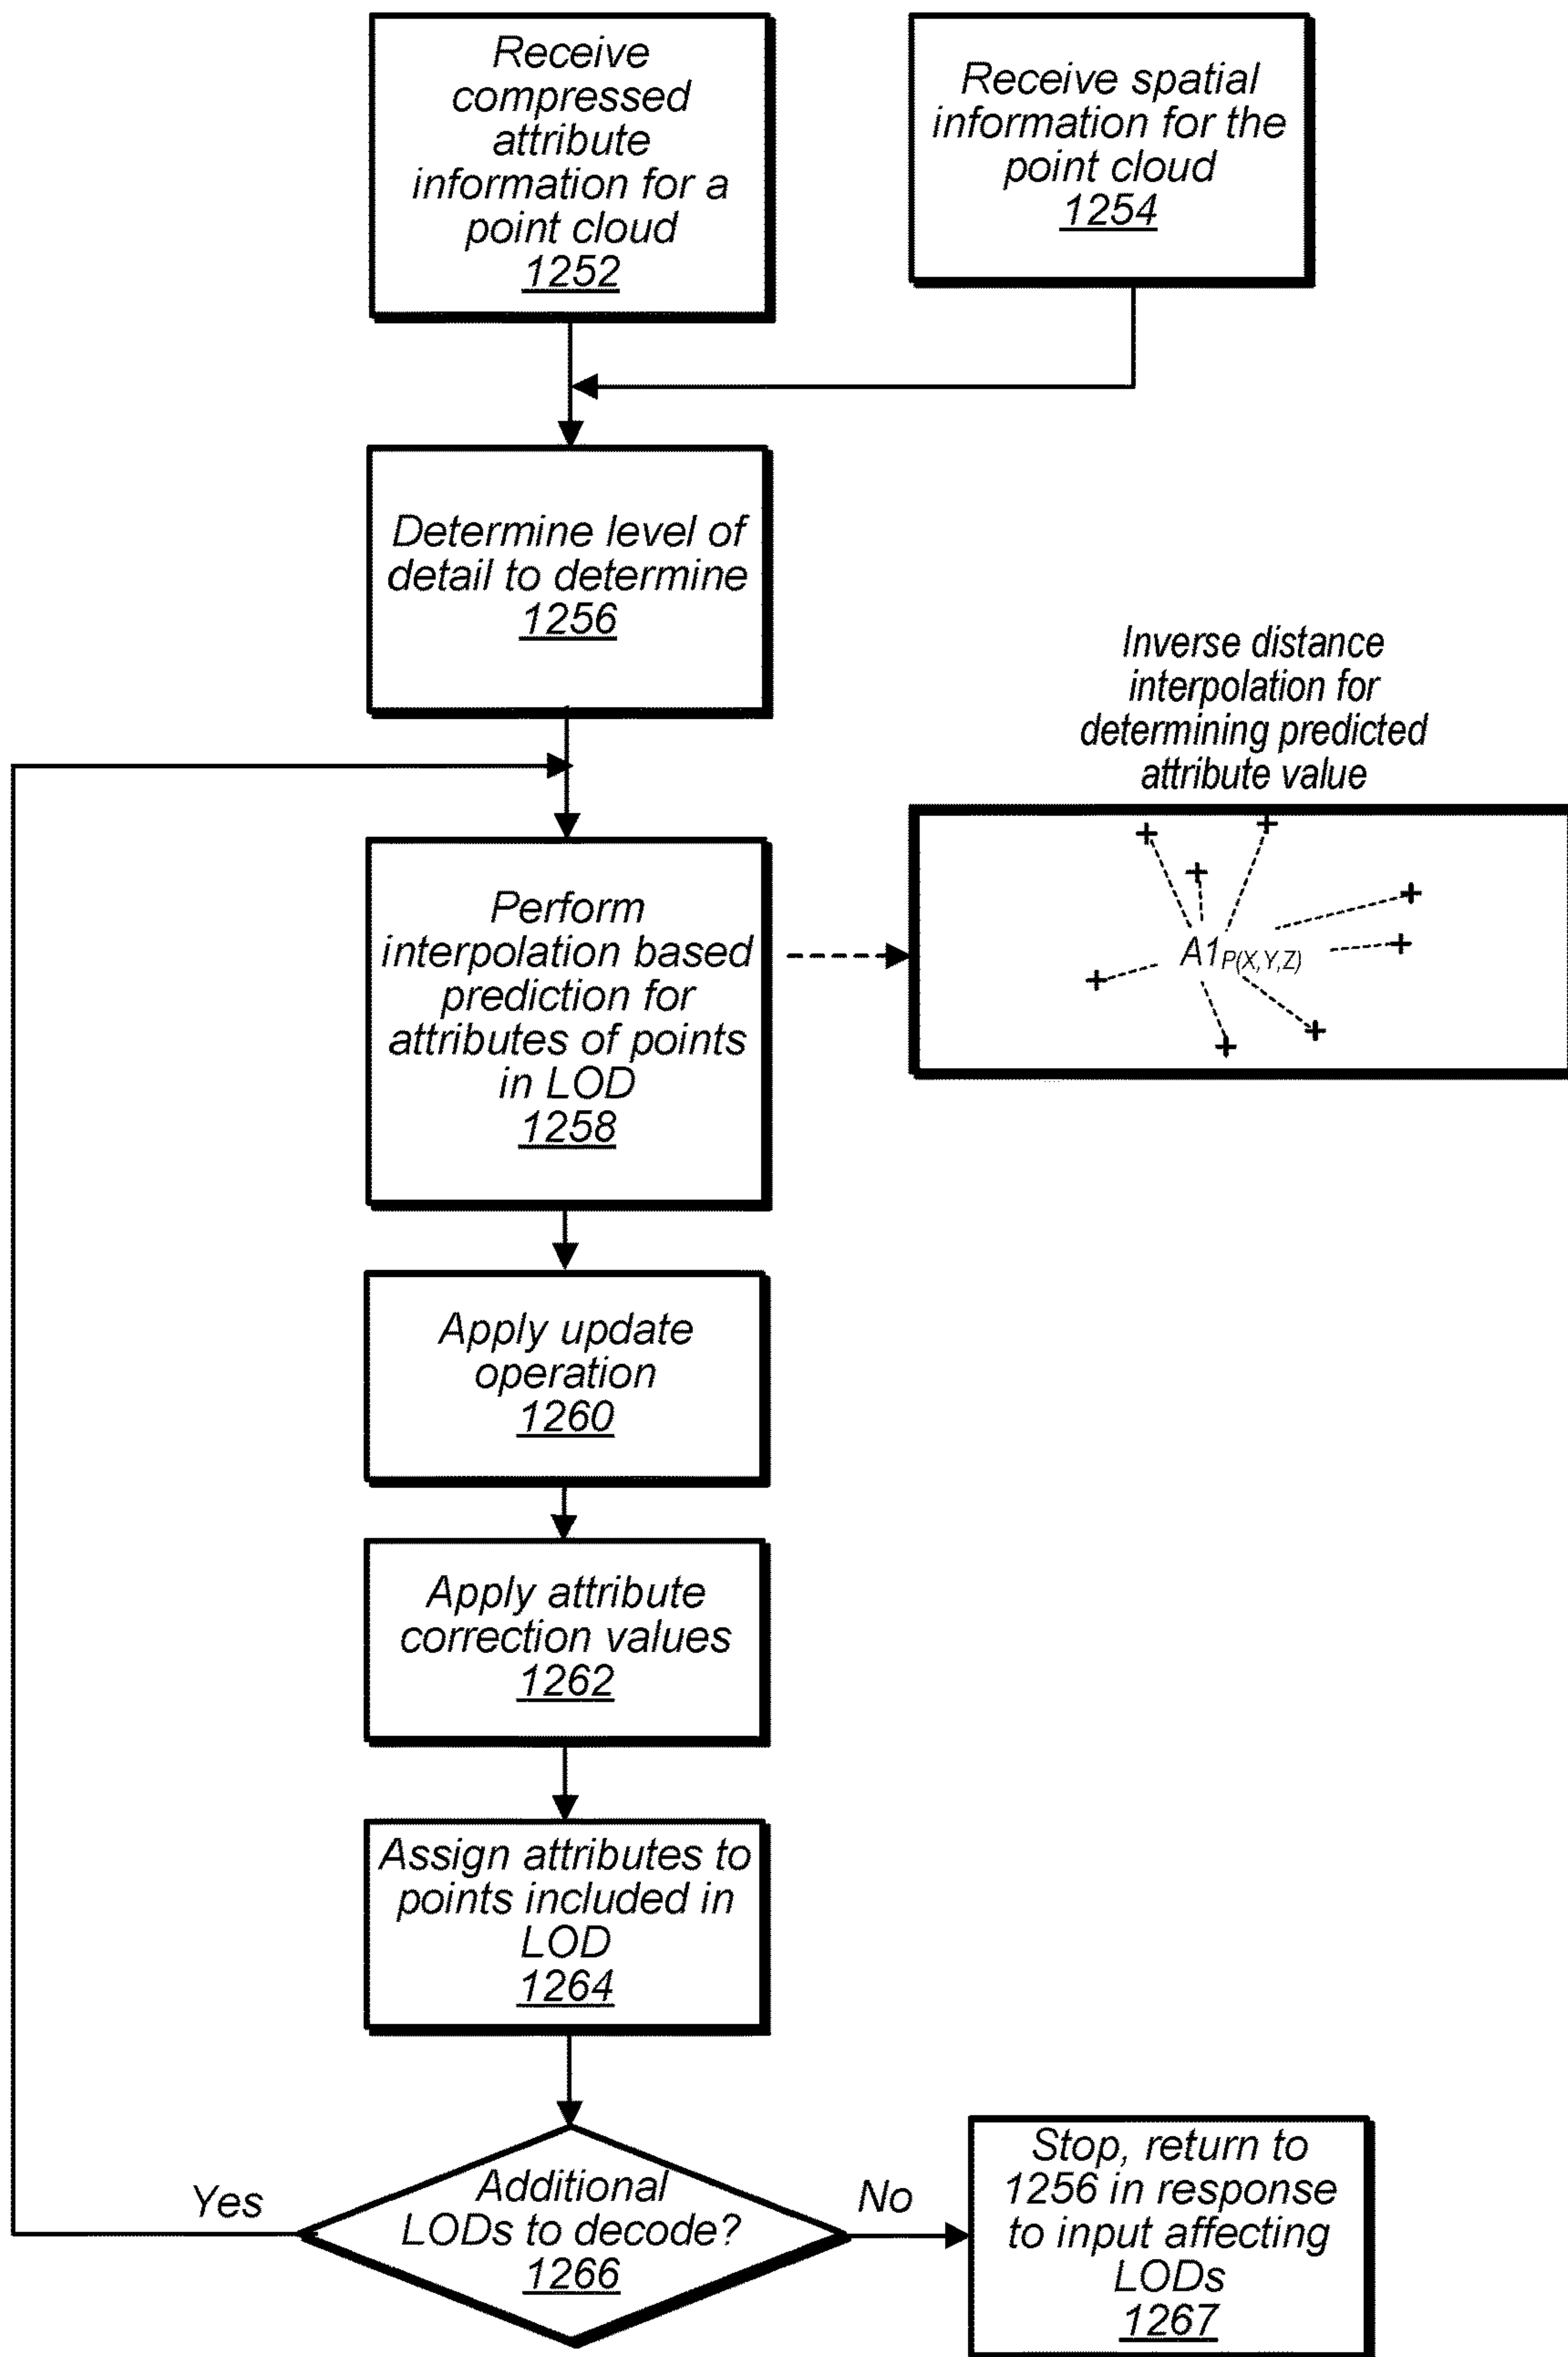 Receive
compressed
attribute
information for a
point cloud
1252
Receive spatial
information for the
point cloud
1254
Determine level of
detail to determine
1256
Inverse distance
interpolation for
determining predicted
attribute value
Perform
interpolation based
prediction for
attributes of points
in LOD
1258
A1P(X,Y,Z)
Apply update
operation
1260
Apply attribute
correction values
1262
Assign attributes to
points included in
LOD
1264
Additional
LODs to decode?
1266
Yes
No
Stop, return to
1256 in response
to input affecting
LODs
1267